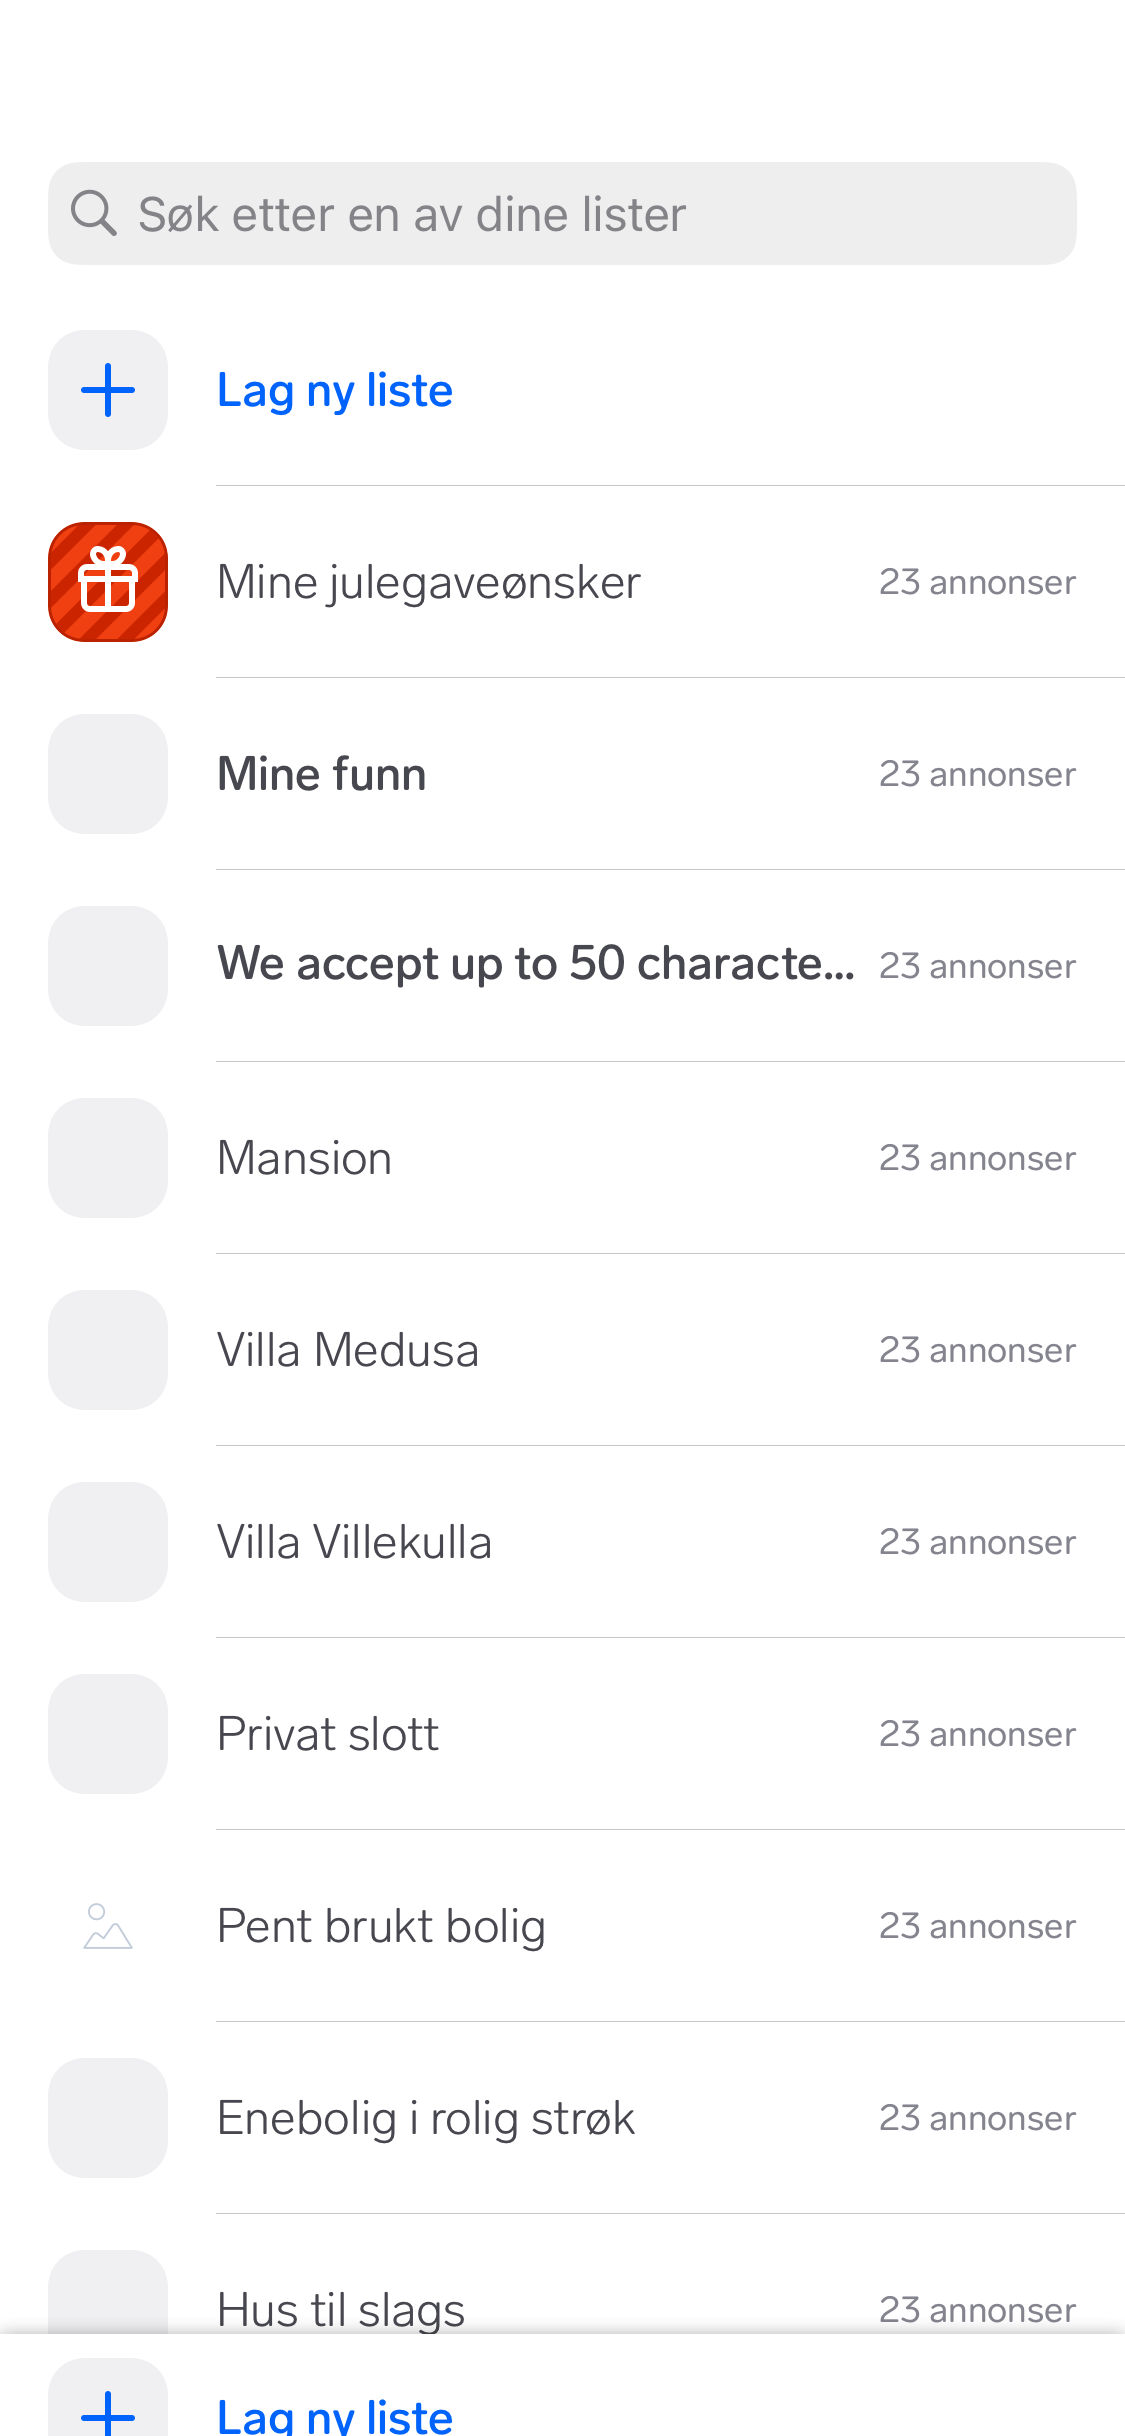 Søk etter en av dine lister
Lag ny liste
Mine julegaveønsker 23 annonser
Mine funn 23 annonser
We accept up to 50 characte... 23 annonser
Mansion 23 annonser
Villa Medusa 23 annonser
Villa Villekulla 23 annonser
Privat slott 23 annonser
Pent brukt bolig 23 annonser
Enebolig i rolig strøk 23 annonser
Hus til slags 23 annonser
Lag ny liste